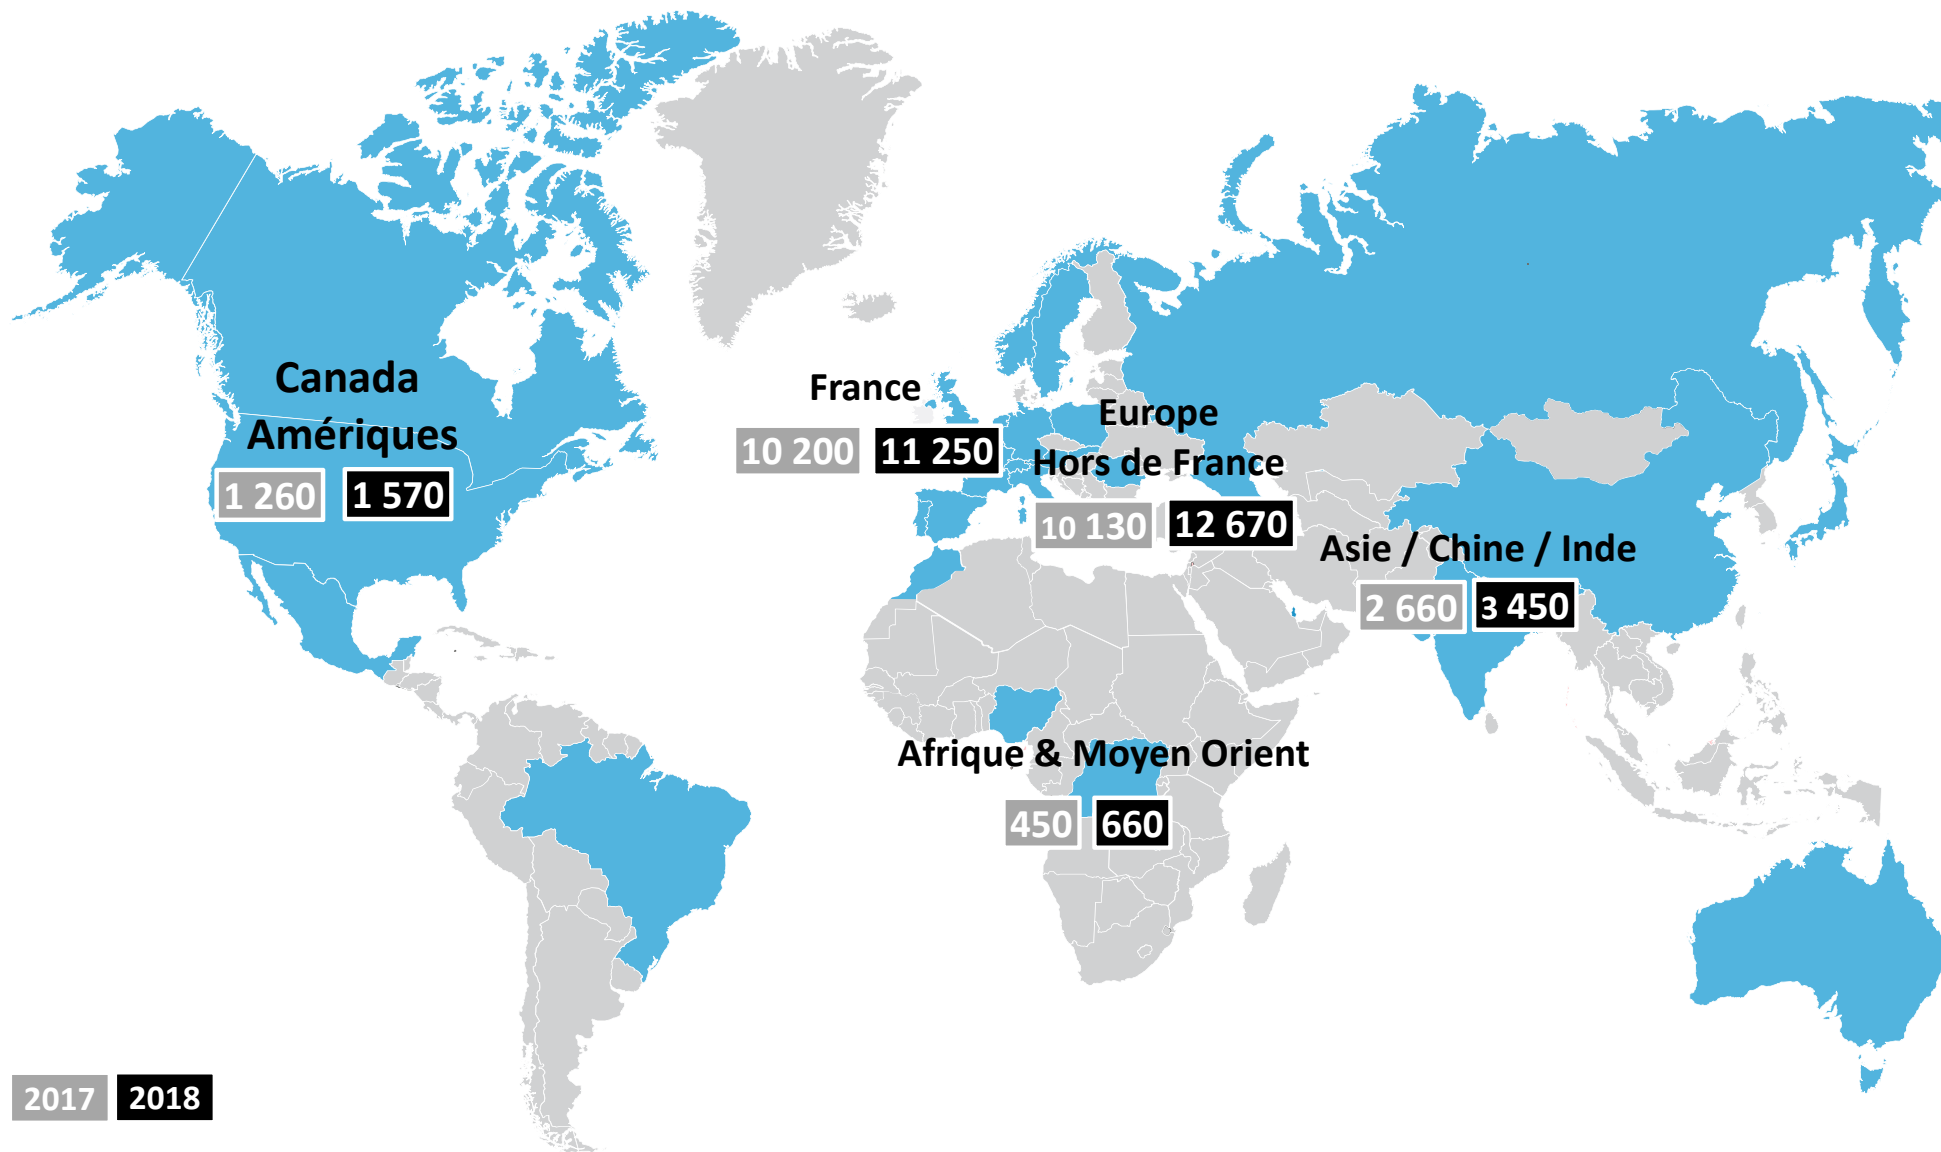 Canada
Amériques
1 260 1 570
France
10 200 11 250
Europe
Hors de France
10 130 12 670
Asie / Chine / Inde
2 660 3 450
Afrique & Moyen Orient
450 660
2017 2018